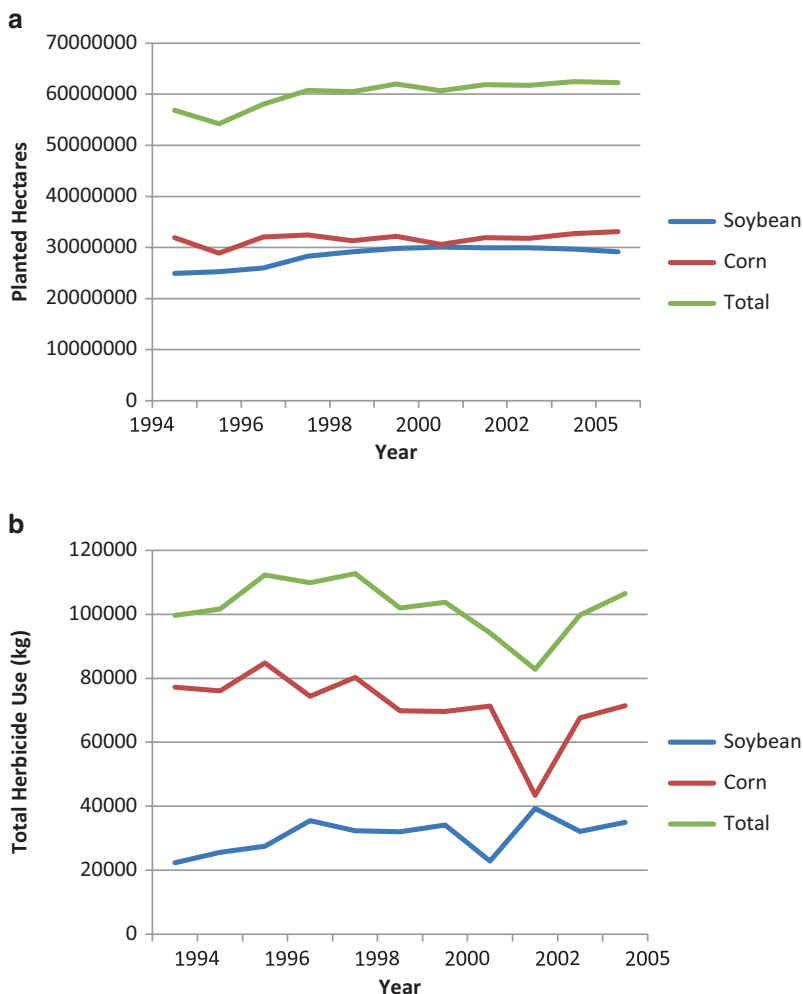 a
70000000
60000000
50000000
40000000
30000000
20000000
10000000
0
Planted Hectares
1994 1996 1998 2000 2002 2005
Year
Soybean
Corn
Total
b
120000
100000
80000
60000
40000
20000
0
Total Herbicide Use (kg)
1994 1996 1998 2000 2002 2005
Year
Soybean
Corn
Total